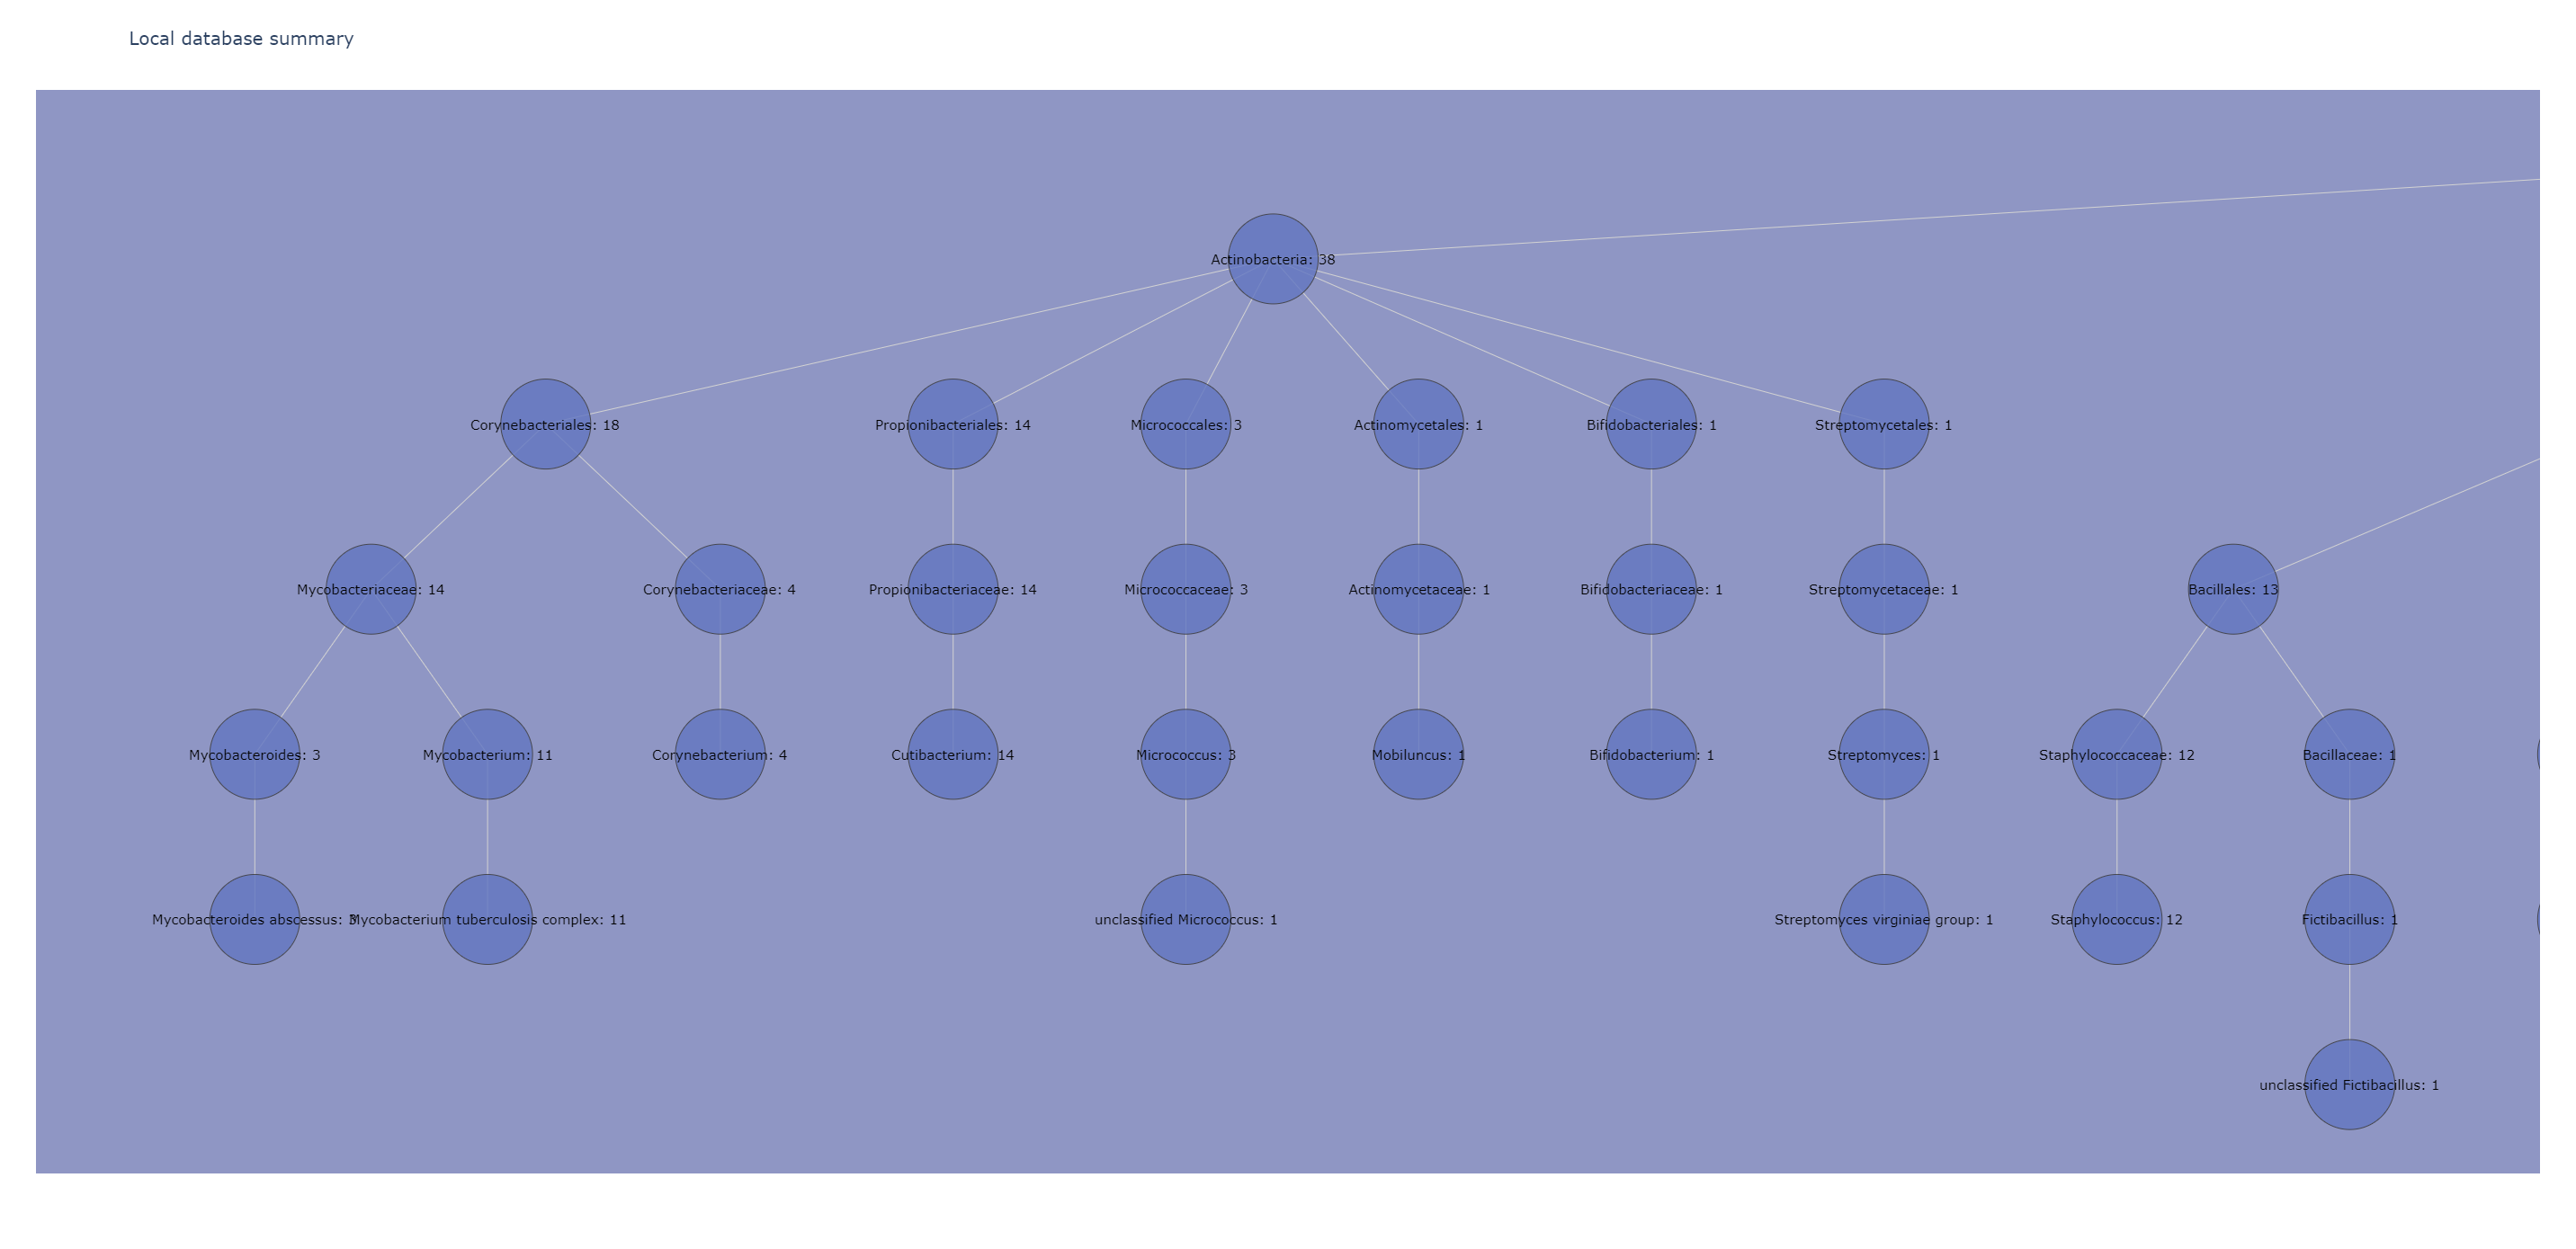 Local database summary
Actinobacteria: 38
Corynebacteriales: 18
Propionibacteriales: 14
Micrococcales: 3
Actinomycetales: 1
Bifidobacteriales: 1
Streptomycetales: 1
Mycobacteriaceae: 14
Corynebacteriaceae: 4
Propionibacteriaceae: 14
Micrococcaceae: 3
Actinomycetaceae: 1
Bifidobacteriaceae: 1
Streptomycetaceae: 1
Bacillales: 13
Mycobacteroides: 3
Mycobacterium: 11
Corynebacterium: 4
Cutibacterium: 14
Micrococcus: 3
Mobiluncus: 1
Bifidobacterium: 1
Streptomyces: 1
Staphylococcaceae: 12
Bacillaceae: 1
Mycobacteroides abscessus: 3
Mycobacterium tuberculosis complex: 11
unclassified Micrococcus: 1
Streptomyces virginiae group: 1
Staphylococcus: 12
Fictibacillus: 1
unclassified Fictibacillus: 1